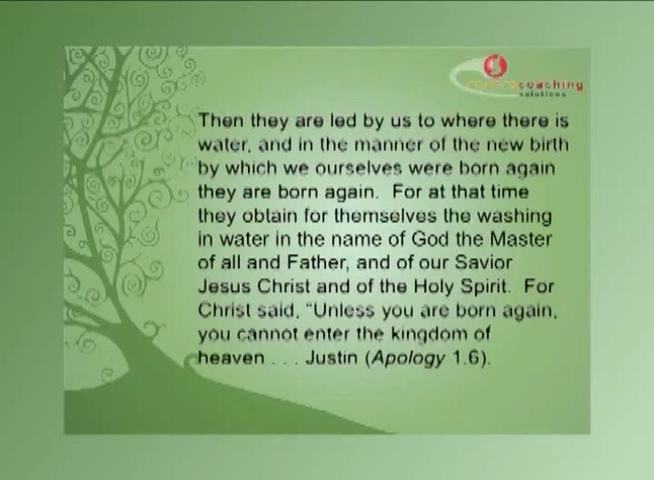 coaching
solutions
Then they are led by us to where there is
water, and in the manner of the new birth
by which we ourselves were born again
they are born again. For at that time
they obtain for themselves the washing
in water in the name of God the Master
of all and Father, and of our Savior
Jesus Christ and of the Holy Spirit. For
Christ said, “Unless you are born again,
you cannot enter the kingdom of
heaven . . . Justin (Apology 1.6).